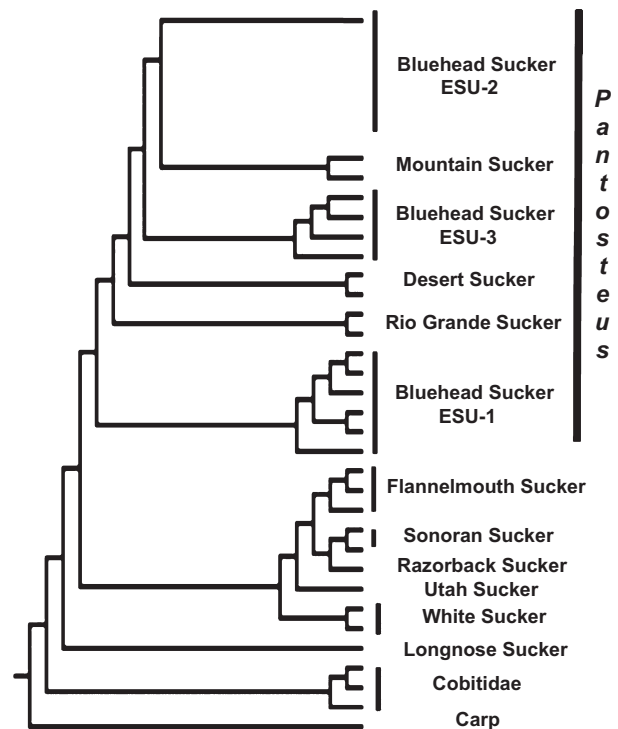 Bluehead Sucker
ESU-2
Mountain Sucker
Bluehead Sucker
ESU-3
Desert Sucker
Rio Grande Sucker
Bluehead Sucker
ESU-1
Flannelmouth Sucker
Sonoran Sucker
Razorback Sucker
Utah Sucker
White Sucker
Longnose Sucker
Cobitidae
Carp
Pantosteus